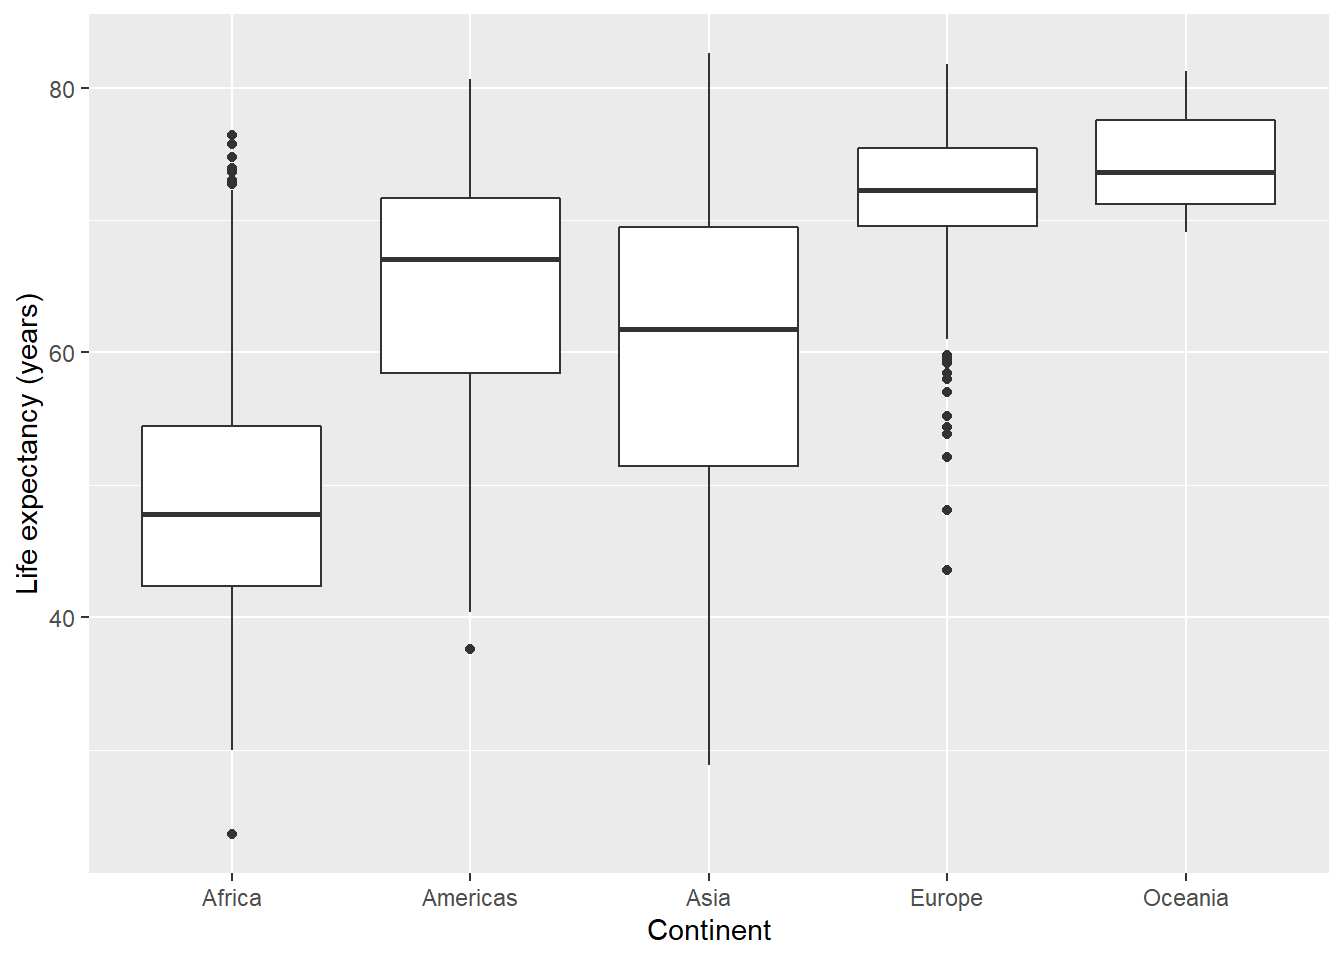 Life expectancy (years)
80
60
40
Africa Americas Asia Europe Oceania
Continent